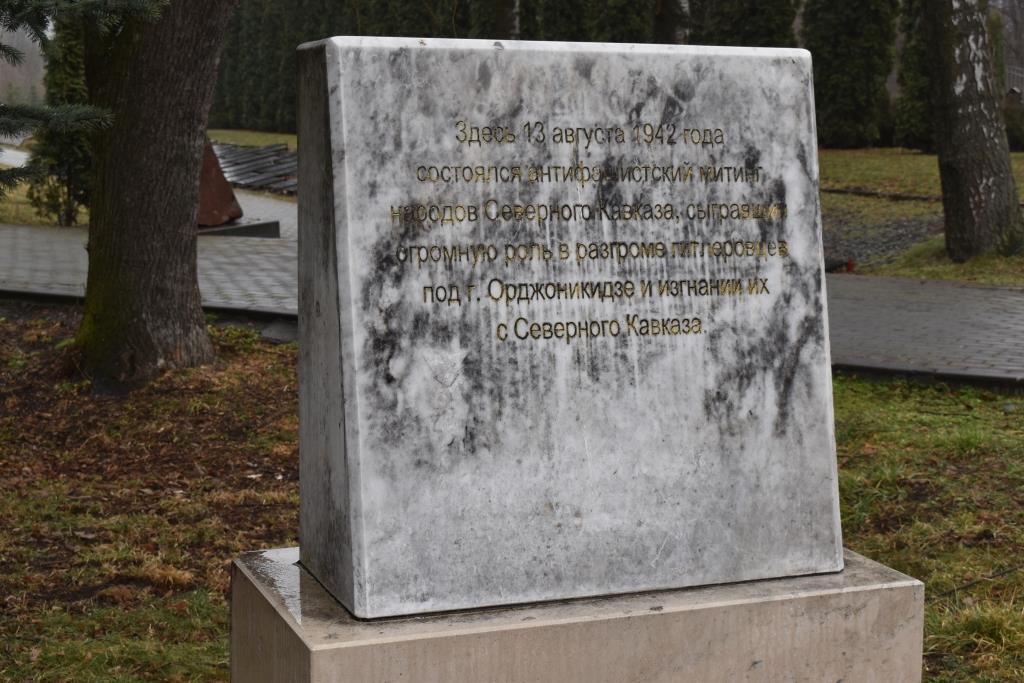 Здесь 13 августа 1942 года
состоялся антифашистский митинг
народов Северного Кавказа, сыгравший
огромную роль в разгроме гитлеровцев
под г. Орджоникидзе и изгнании их
с Северного Кавказа.